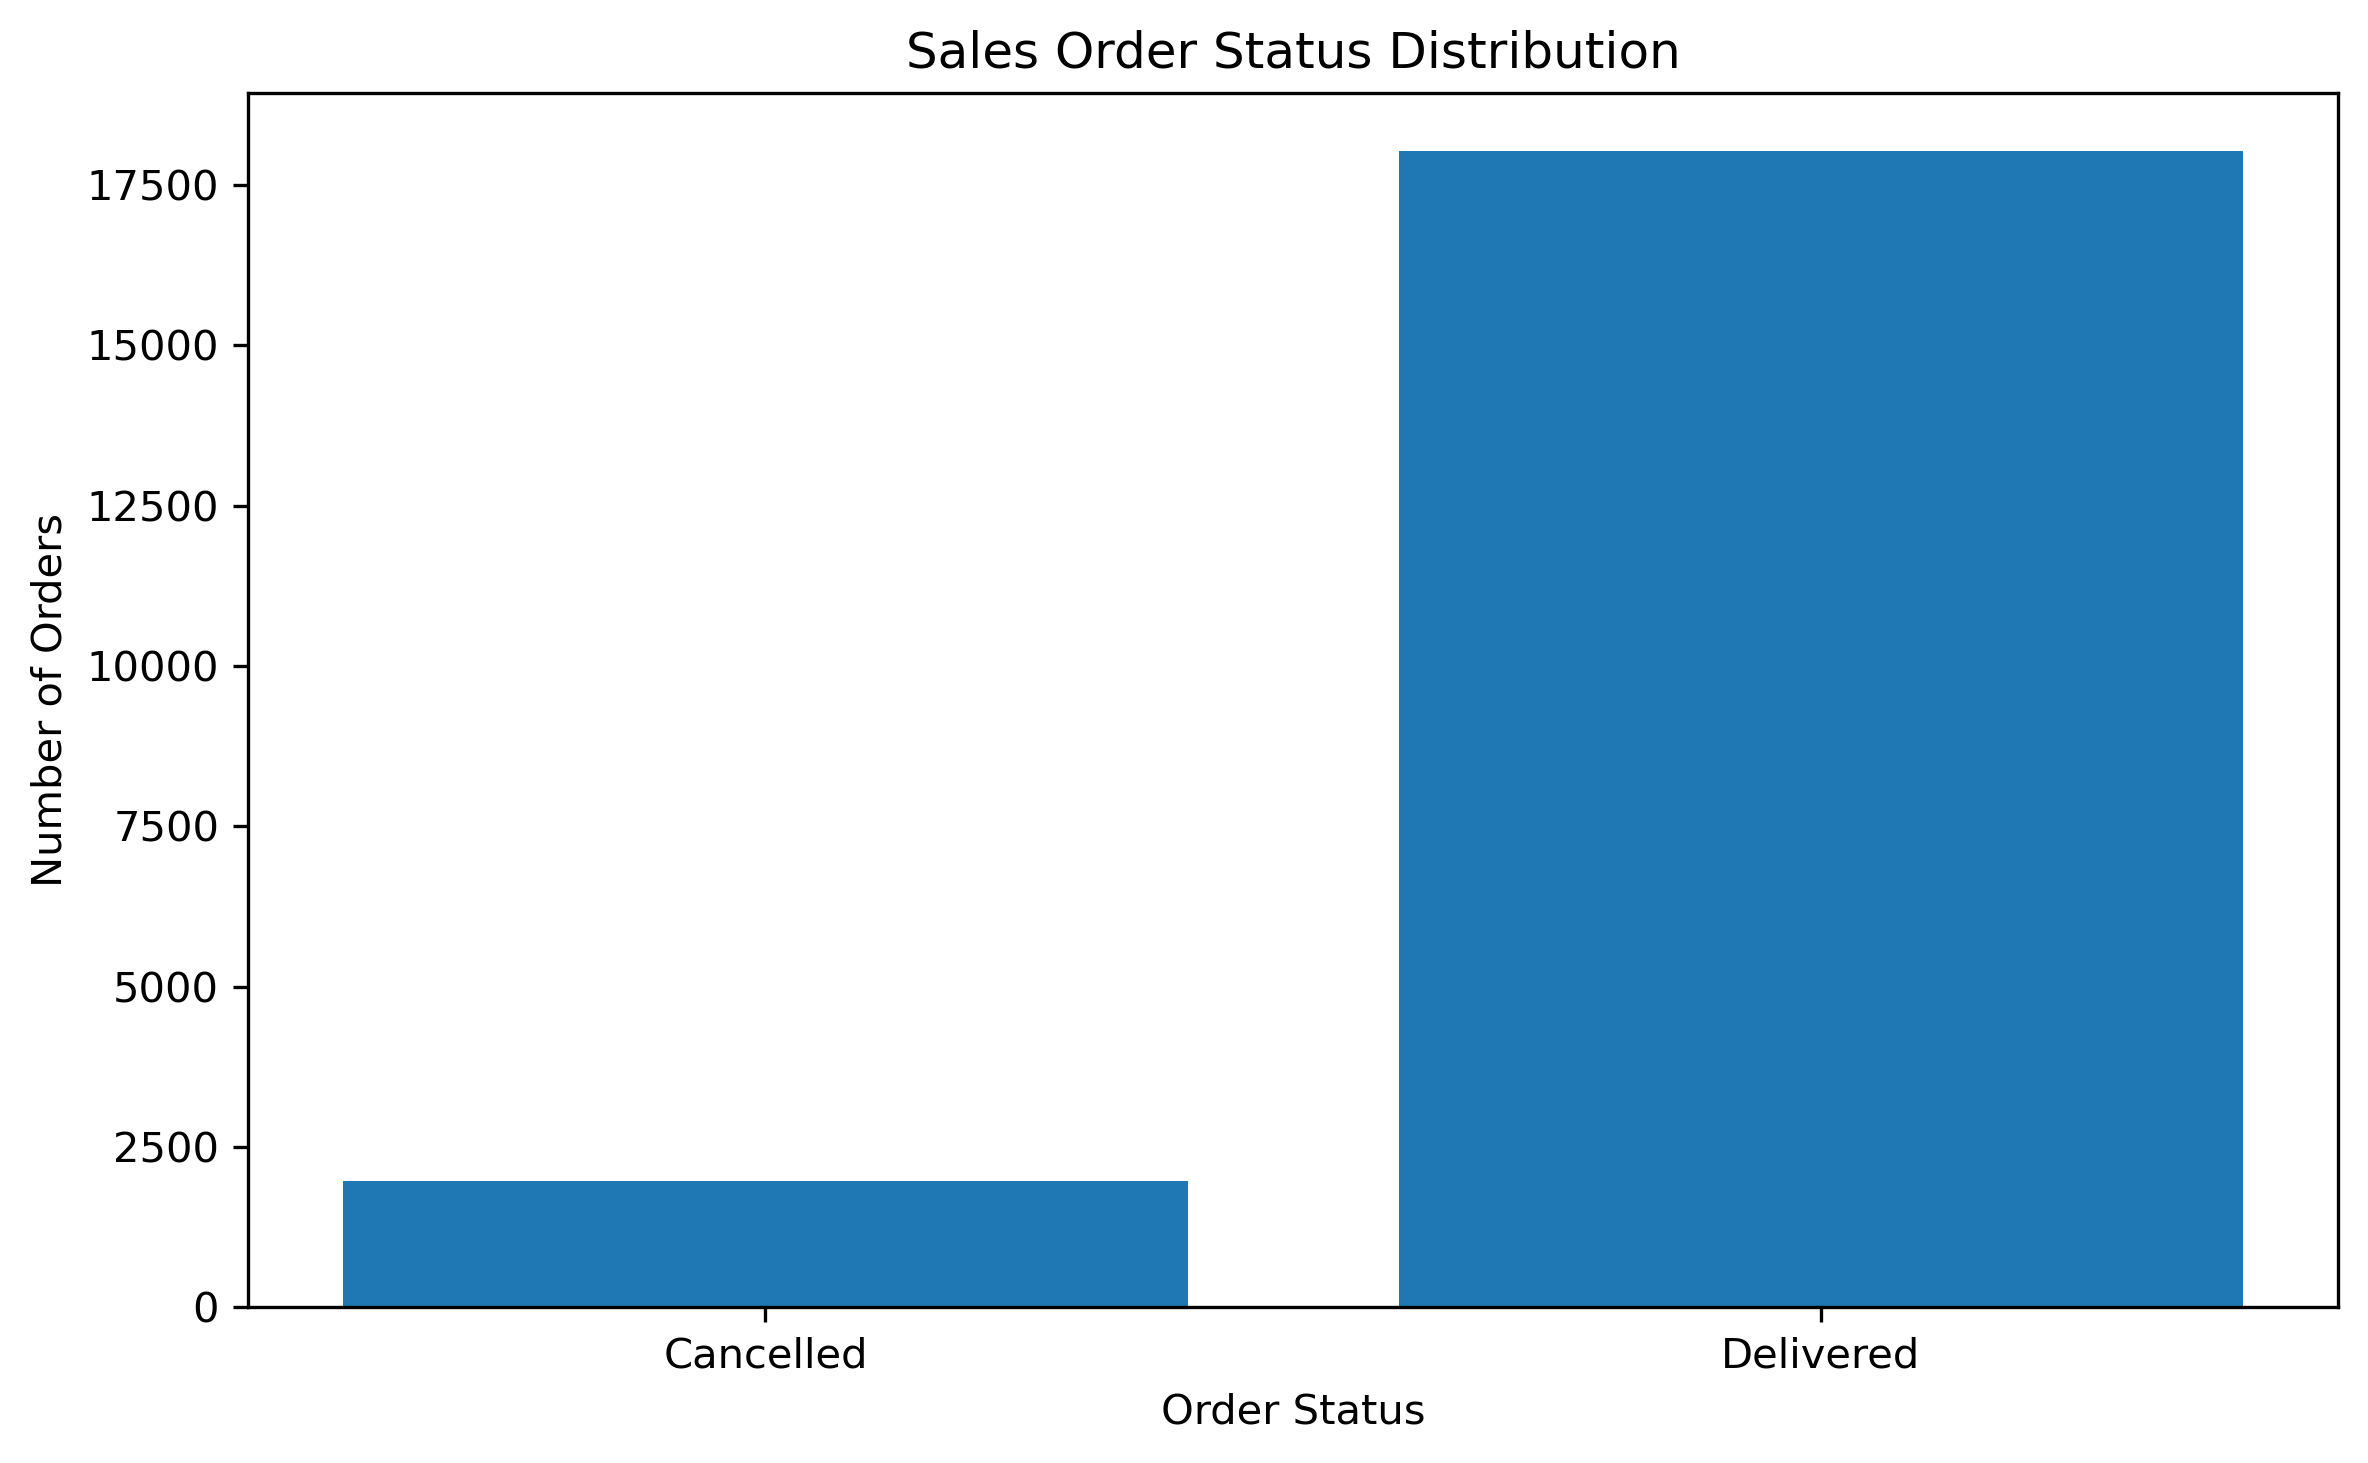 Sales Order Status Distribution
17500
15000
12500
10000
7500
5000
2500
0
Number of Orders
Cancelled
Delivered
Order Status